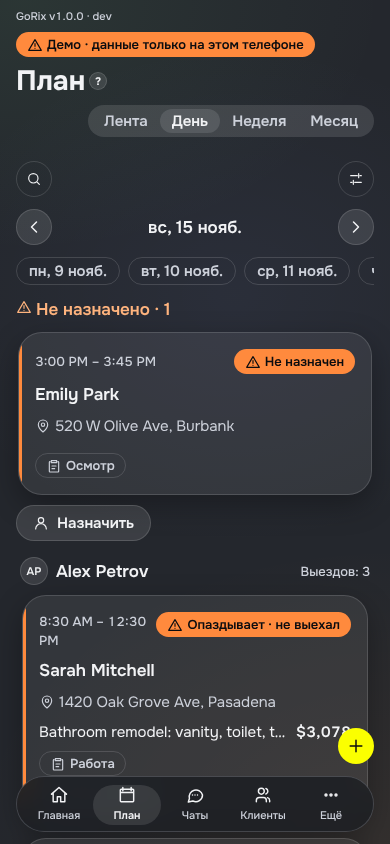 GoRix v1.0.0 · dev
Демо · данные только на этом телефоне
План ?
Лента День Неделя Месяц
вс, 15 нояб.
пн, 9 нояб. вт, 10 нояб. ср, 11 нояб.
Не назначено · 1
3:00 PM – 3:45 PM Не назначен
Emily Park
520 W Olive Ave, Burbank
Осмотр
Назначить
AP Alex Petrov Выездов: 3
8:30 AM – 12:30 PM Опаздывает · не выехал
Sarah Mitchell
1420 Oak Grove Ave, Pasadena
Bathroom remodel: vanity, toilet, t...
Работа
Главная План Чаты Клиенты Ещё